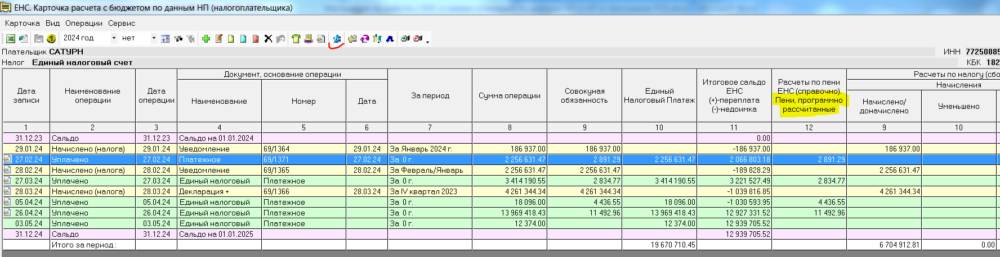 ЕНС. Карточка расчета с бюджетом по данным НП (налогоплательщика)
Карточка Вид Операции Сервис
2024 год нет
Плательщик САТУРН ИНН 77250885
Налог Единый налоговый счет КБК 182
Дата записи Наименование операции Дата операции Документ, основание операции Наименование Номер Дата За период Сумма операции Совокуная обязанность Единый Налоговый Платеж Итоговое сальдо ЕНС (+)-переплата (-)-недоимка Расчеты по пени ЕНС (справочно). Пени, программно рассчитанные Расчеты по налогу (сбо Начисления Начислено/доначислено Уменьшено
1 2 3 4 5 6 7 8 9 10 11 12 9 10
31.12.23 Сальдо 31.12.23 Сальдо на 01.01.2024 0.00
29.01.24 Начислено (налога) 29.01.24 Уведомление 69/1364 29.01.24 За Январь 2024 г. 186 937.00 186 937.00 -186 937.00 186 937.00
27.02.24 Уплачено 27.02.24 Платежное 69/1371 27.02.24 За 0 г. 2 256 631.47 2 891.29 2 256 631.47 2 066 803.18 2 891.29
28.02.24 Начислено (налога) 28.02.24 Уведомление 69/1365 28.02.24 За Февраль/Январь 2 256 631.47 2 256 631.47 -189 828.29 2 256 631.47
27.03.24 Уплачено 27.03.24 Единый налоговый Платежное За 0 г. 3 414 190.55 2 834.77 3 414 190.55 3 221 527.49 2 834.77
28.03.24 Начислено (налога) 28.03.24 Декларация + 69/1366 28.03.24 За IV квартал 2023 4 261 344.34 4 261 344.34 -1 039 816.85 4 261 344.34
05.04.24 Уплачено 05.04.24 Единый налоговый Платежное За 0 г. 18 096.00 4 436.55 18 096.00 -1 030 593.95 4 436.55
26.04.24 Уплачено 26.04.24 Единый налоговый Платежное За 0 г. 13 969 418.43 11 492.96 13 969 418.43 12 927 331.52 11 492.96
03.05.24 Уплачено 03.05.24 Единый налоговый Платежное За 0 г. 12 374.00 12 374.00 12 939 705.52
31.12.24 Сальдо 31.12.24 Сальдо на 01.01.2025 12 939 705.52
Итого за период : 19 670 710.45 6 704 912.81 0.00